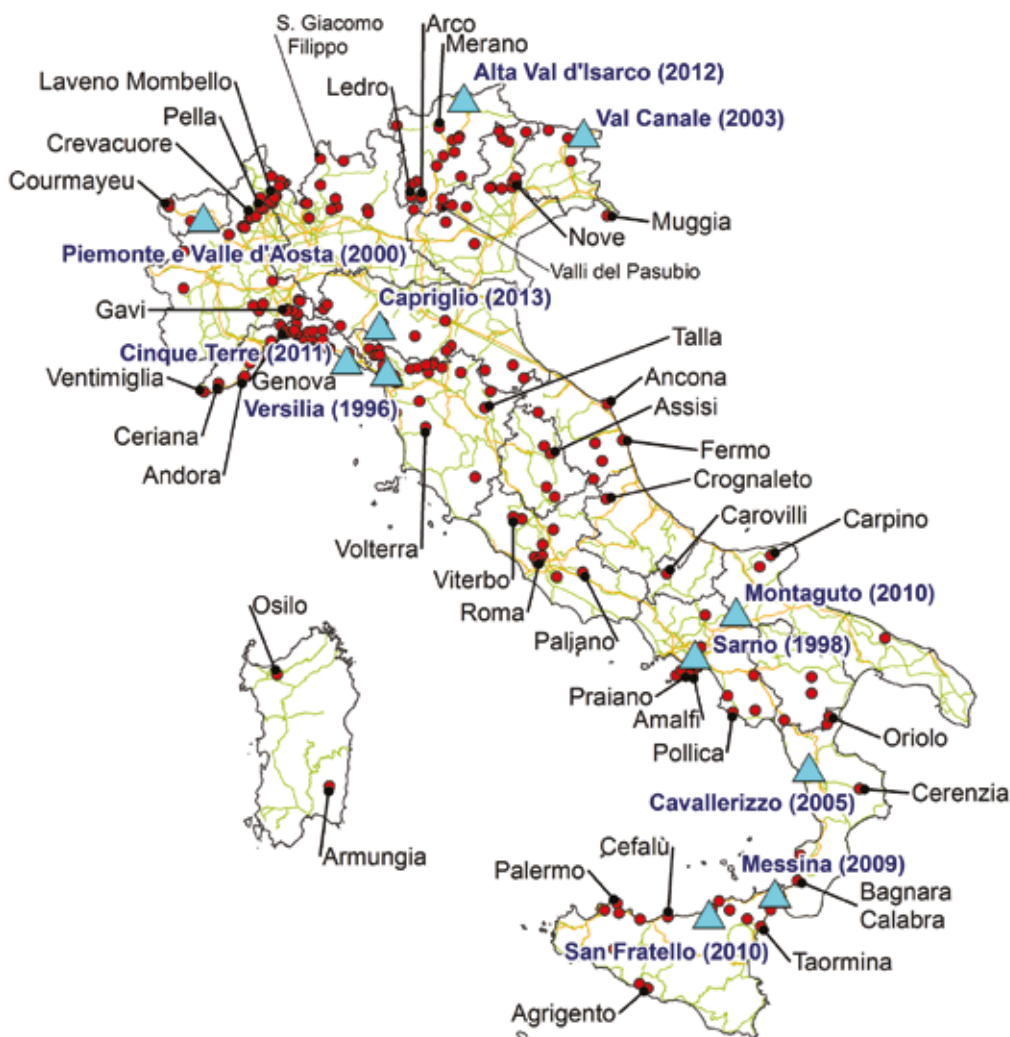 S. Giacomo
Filippo
Arco
Merano
Laveno Mombello
Ledro
Alta Val d'Isarco (2012)
Pella
Val Canale (2003)
Crevacuore
Courmayeu
Muggia
Nove
Piemonte e Valle d'Aosta (2000)
Valli del Pasubio
Capriglio (2013)
Gavi
Talla
Cinque Terre (2011)
Ventimiglia
Genova
Ancona
Versilia (1996)
Assisi
Ceriana
Fermo
Andora
Crognaleto
Carovilli
Carpino
Volterra
Viterbo
Montaguto (2010)
Roma
Osilo
Paljano
Sarno (1998)
Praiano
Amalfi
Pollica
Oriolo
Cavallerizzo (2005)
Cerenzia
Cefalù
Armungia
Palermo
Messina (2009)
Bagnara
Calabra
San Fratello (2010)
Taormina
Agrigento